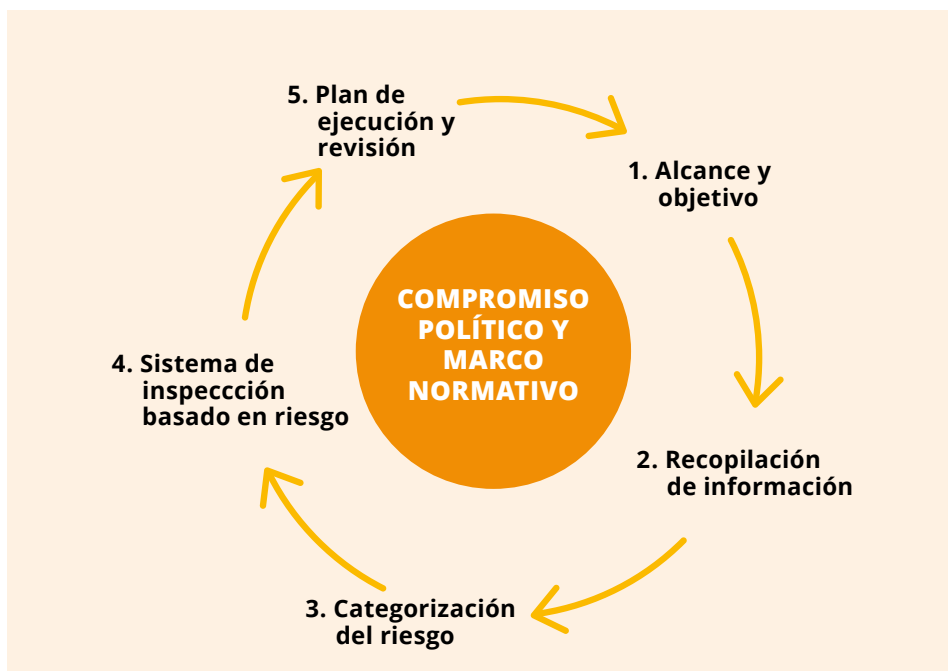 5. Plan de
ejecución y
revisión
1. Alcance y
objetivo
COMPROMISO
POLÍTICO Y
MARCO
NORMATIVO
4. Sistema de
inspeccción
basado en riesgo
2. Recopilación
de información
3. Categorización
del riesgo